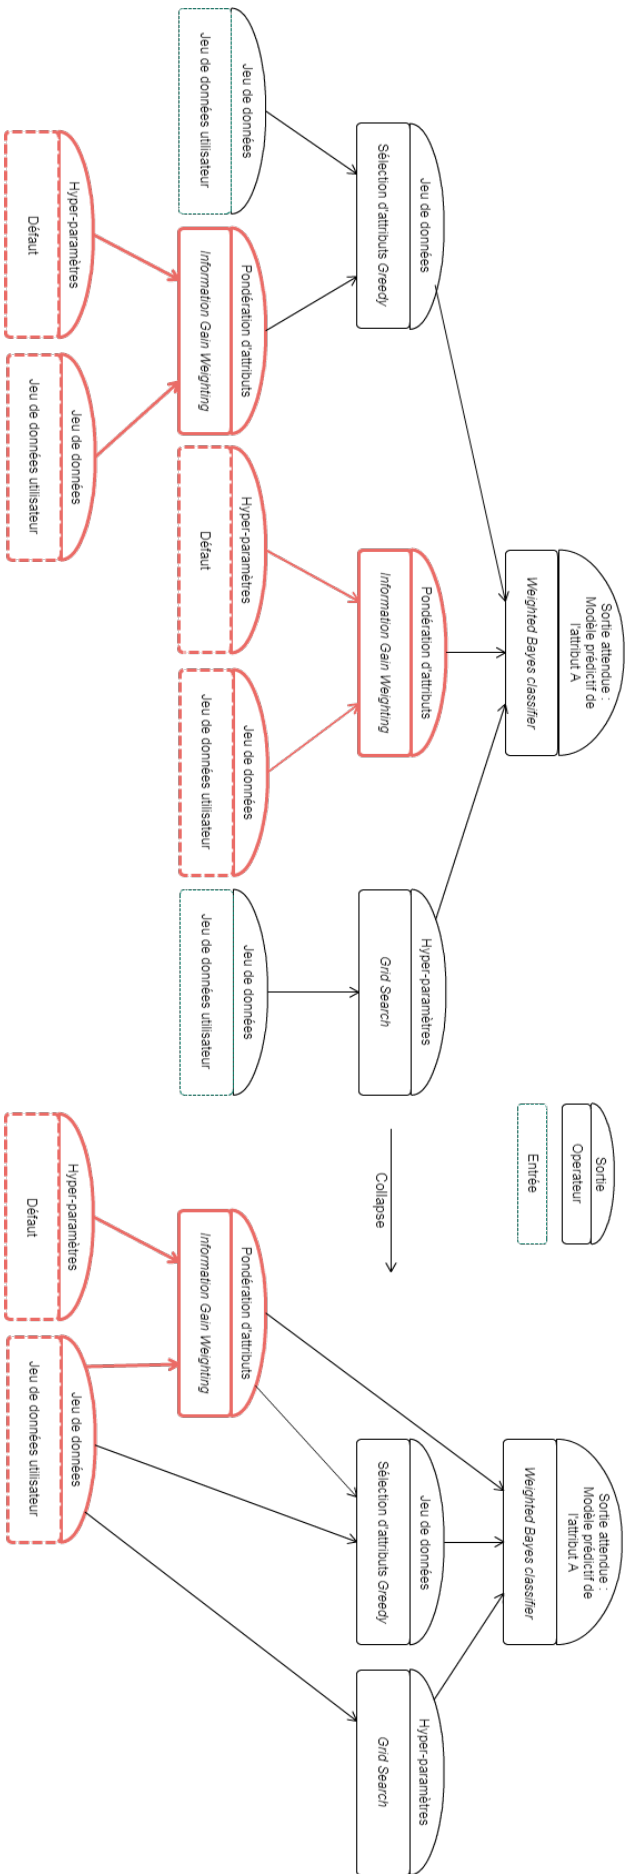 Sortie attendue :
Modèle prédictif de
l'attribut A
Weighted Bayes classifier
Jeu de données
Sélection d'attributs Greedy
Pondération d'attributs
Information Gain Weighting
Hyper-paramètres
Grid Search
Jeu de données
Jeu de données utilisateur
Pondération d'attributs
Information Gain Weighting
Hyper-paramètres
Défaut
Jeu de données
Jeu de données utilisateur
Jeu de données
Jeu de données utilisateur
Hyper-paramètres
Défaut
Jeu de données
Jeu de données utilisateur
Sortie
Operateur
Entrée
Collapse
Sortie attendue :
Modèle prédictif de
l'attribut A
Weighted Bayes classifier
Jeu de données
Sélection d'attributs Greedy
Hyper-paramètres
Grid Search
Pondération d'attributs
Information Gain Weighting
Hyper-paramètres
Défaut
Jeu de données
Jeu de données utilisateur